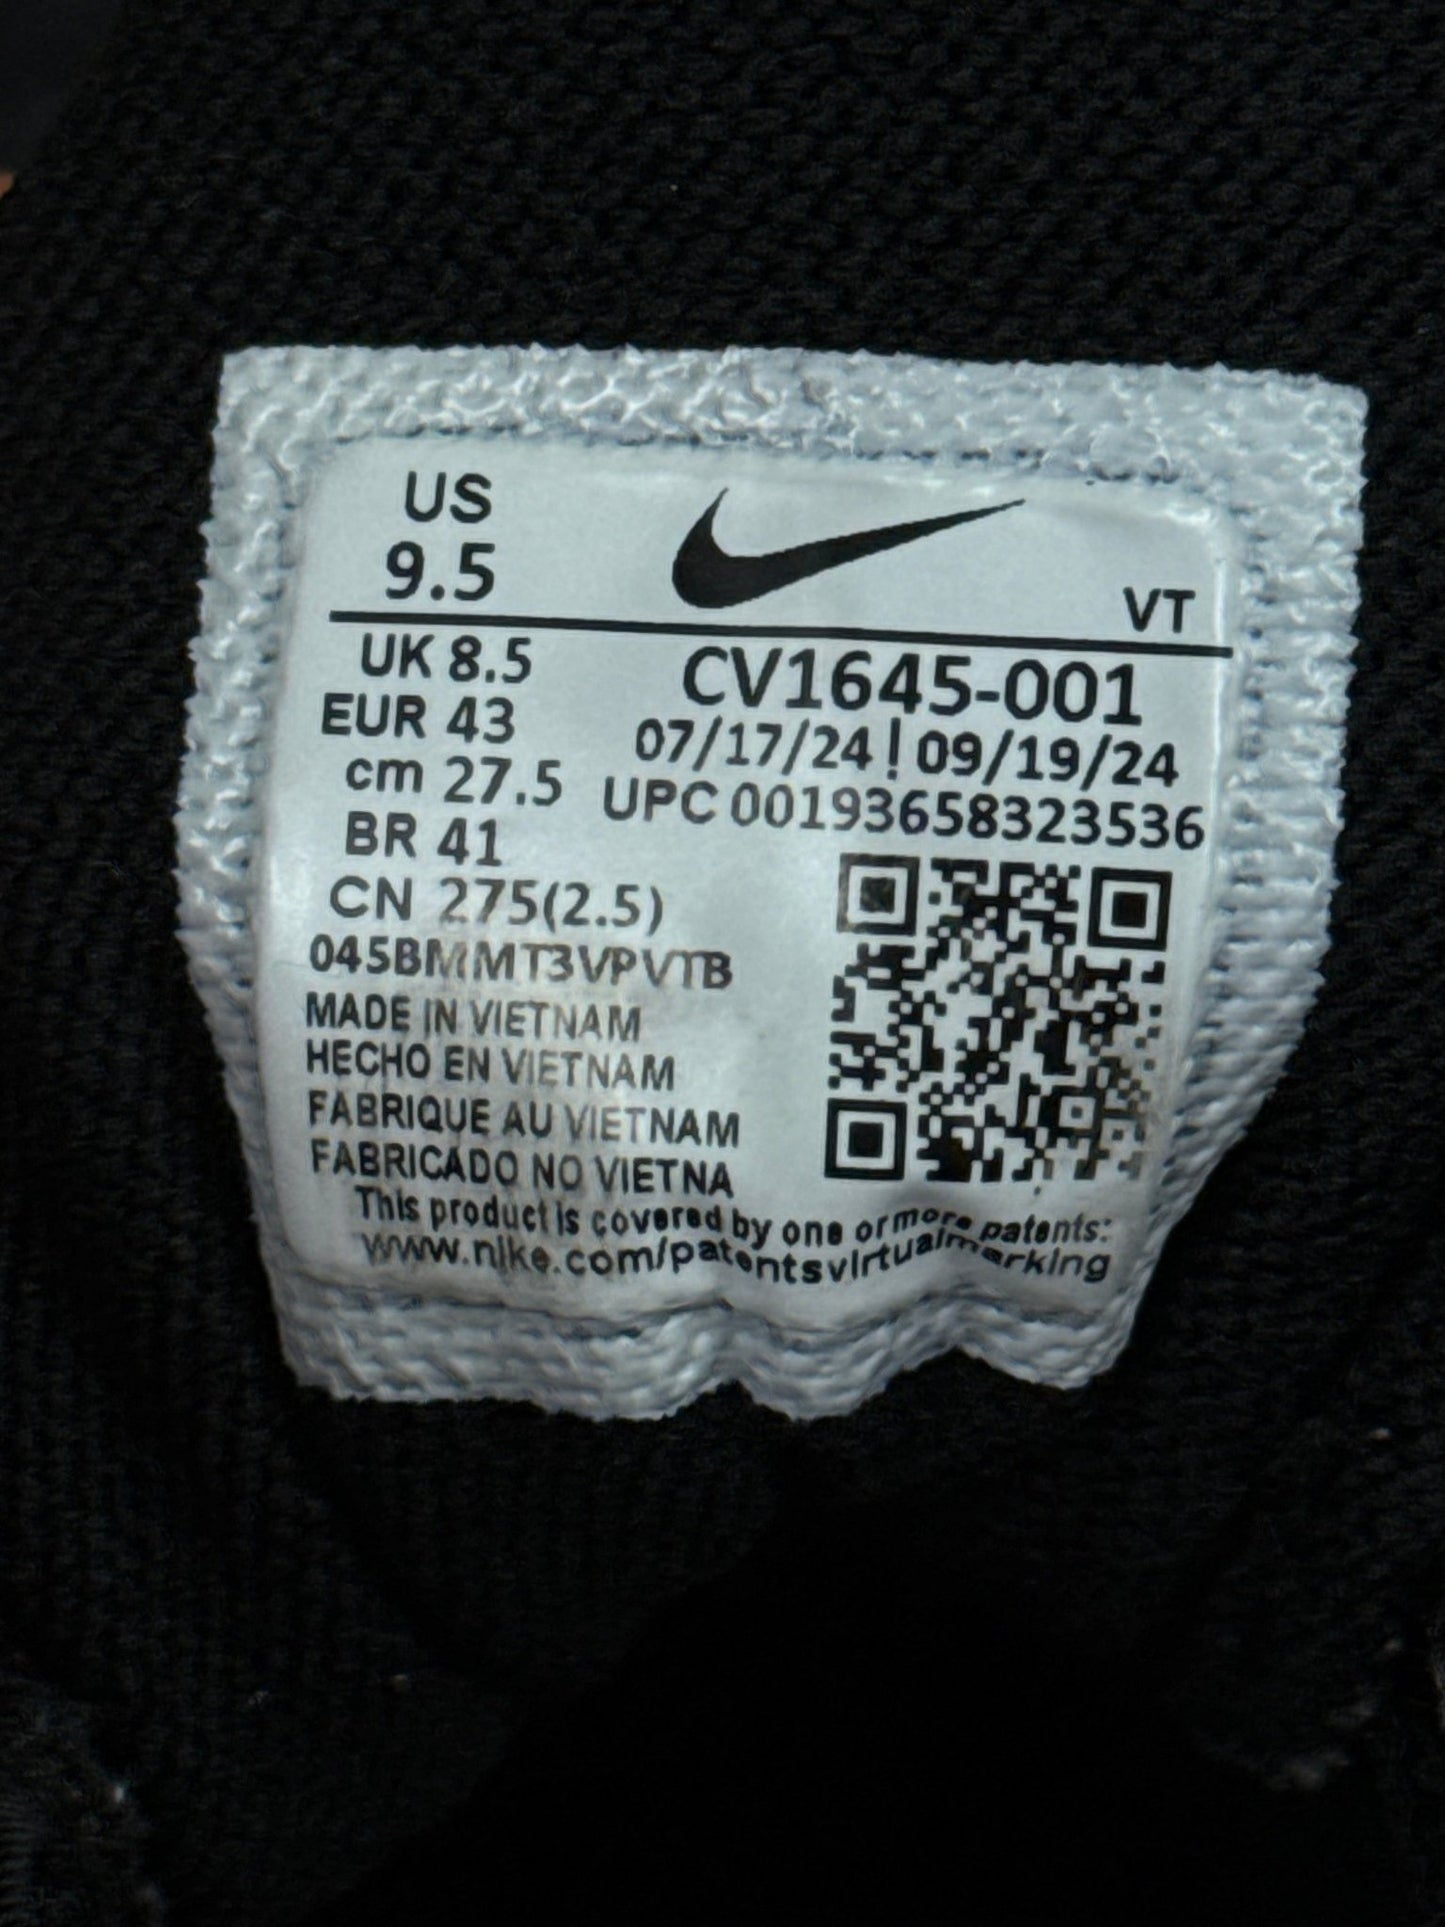 US
9.5
VT
UK 8.5
EUR 43
cm 27.5
BR 41
CN 275(2.5)
CV1645-001
07/17/24 ! 09/19/24
UPC 00193658323536
045BMMT3VPVTB
MADE IN VIETNAM
HECHO EN VIETNAM
FABRIQUE AU VIETNAM
FABRICADO NO VIETNA
This product is covered by one or more patents:
www.nike.com/patentsvirtualmarking